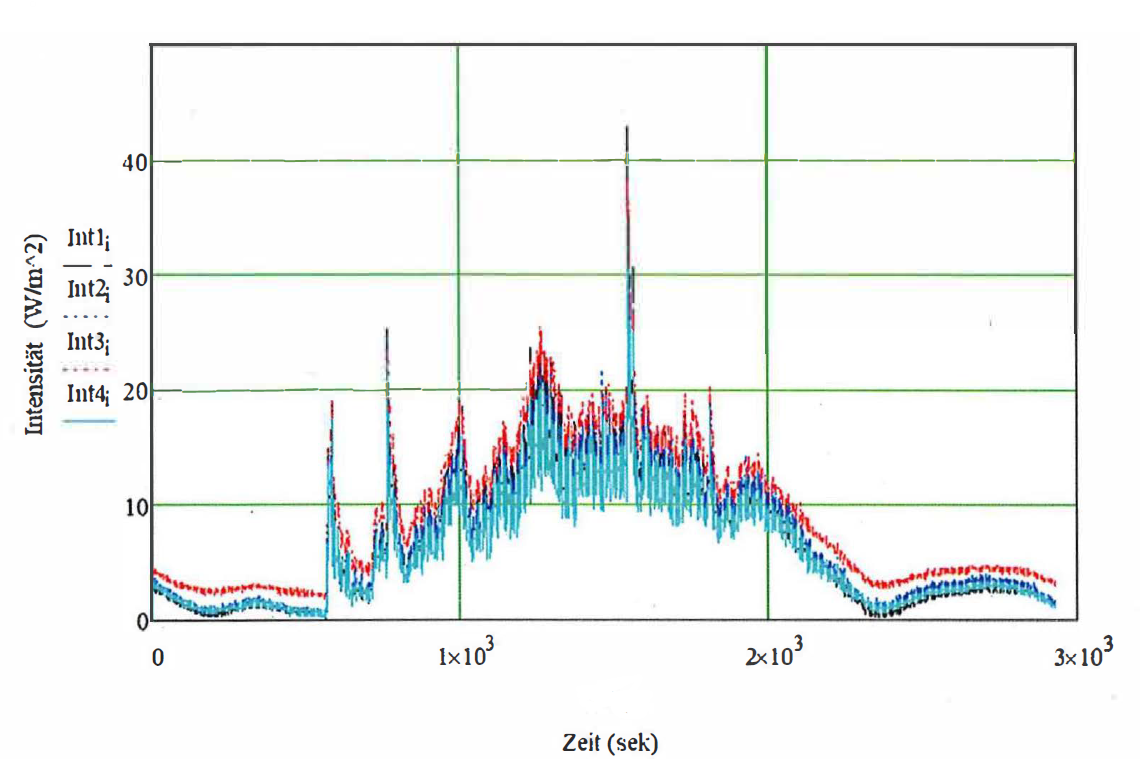 40
30
20
10
0
Intensität (W/m^2)
Int1i
Int2i
Int3i
Int4i
0
1×10³
2×10³
3×10³
Zeit (sek)